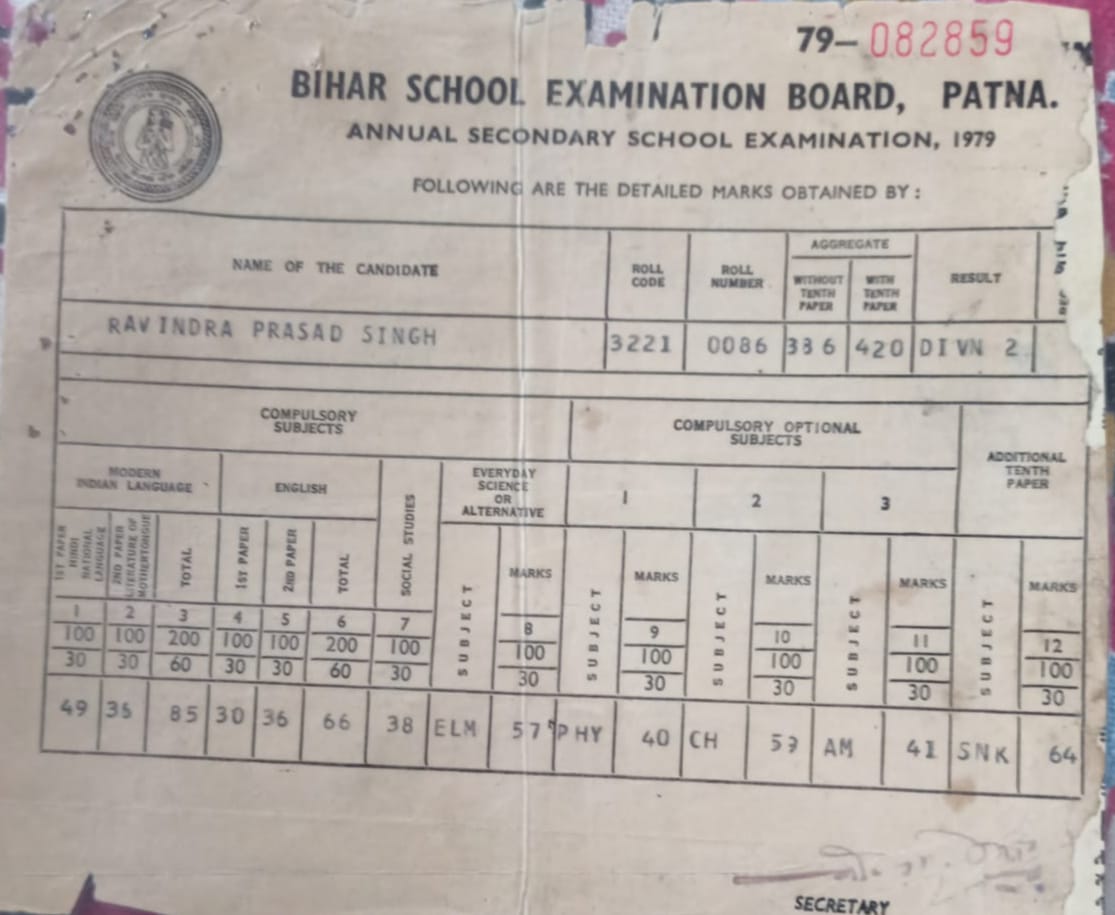 79—082859
BIHAR SCHOOL EXAMINATION BOARD, PATNA.
ANNUAL SECONDARY SCHOOL EXAMINATION, 1979
FOLLOWING ARE THE DETAILED MARKS OBTAINED BY :
NAME OF THE CANDIDATE ROLL CODE ROLL NUMBER AGGREGATE WITHOUT TENTH PAPER WITH TENTH PAPER RESULT
RAVINDRA PRASAD SINGH 3221 0086 386 420 DIVN 2
COMPULSORY SUBJECTS COMPULSORY OPTIONAL SUBJECTS ADDITIONAL TENTH PAPER
MODERN INDIAN LANGUAGE ENGLISH SOCIAL STUDIES EVERYDAY SCIENCE OR ALTERNATIVE 1 2 3
1ST PAPER HINDI NATIONAL LANGUAGE 2ND PAPER LITERATURE OF MOTHERTONGUE TOTAL 1ST PAPER 2ND PAPER TOTAL SUBJECT MARKS SUBJECT MARKS SUBJECT MARKS SUBJECT MARKS SUBJECT MARKS
1 2 3 4 5 6 7 8 9 10 11 12
100 100 200 100 100 200 100 100 100 100 100 100
30 30 60 30 30 60 30 30 30 30 30 30
49 36 85 30 36 66 38 ELM 57 PHY 40 CH 59 AM 41 SNK 64
SECRETARY